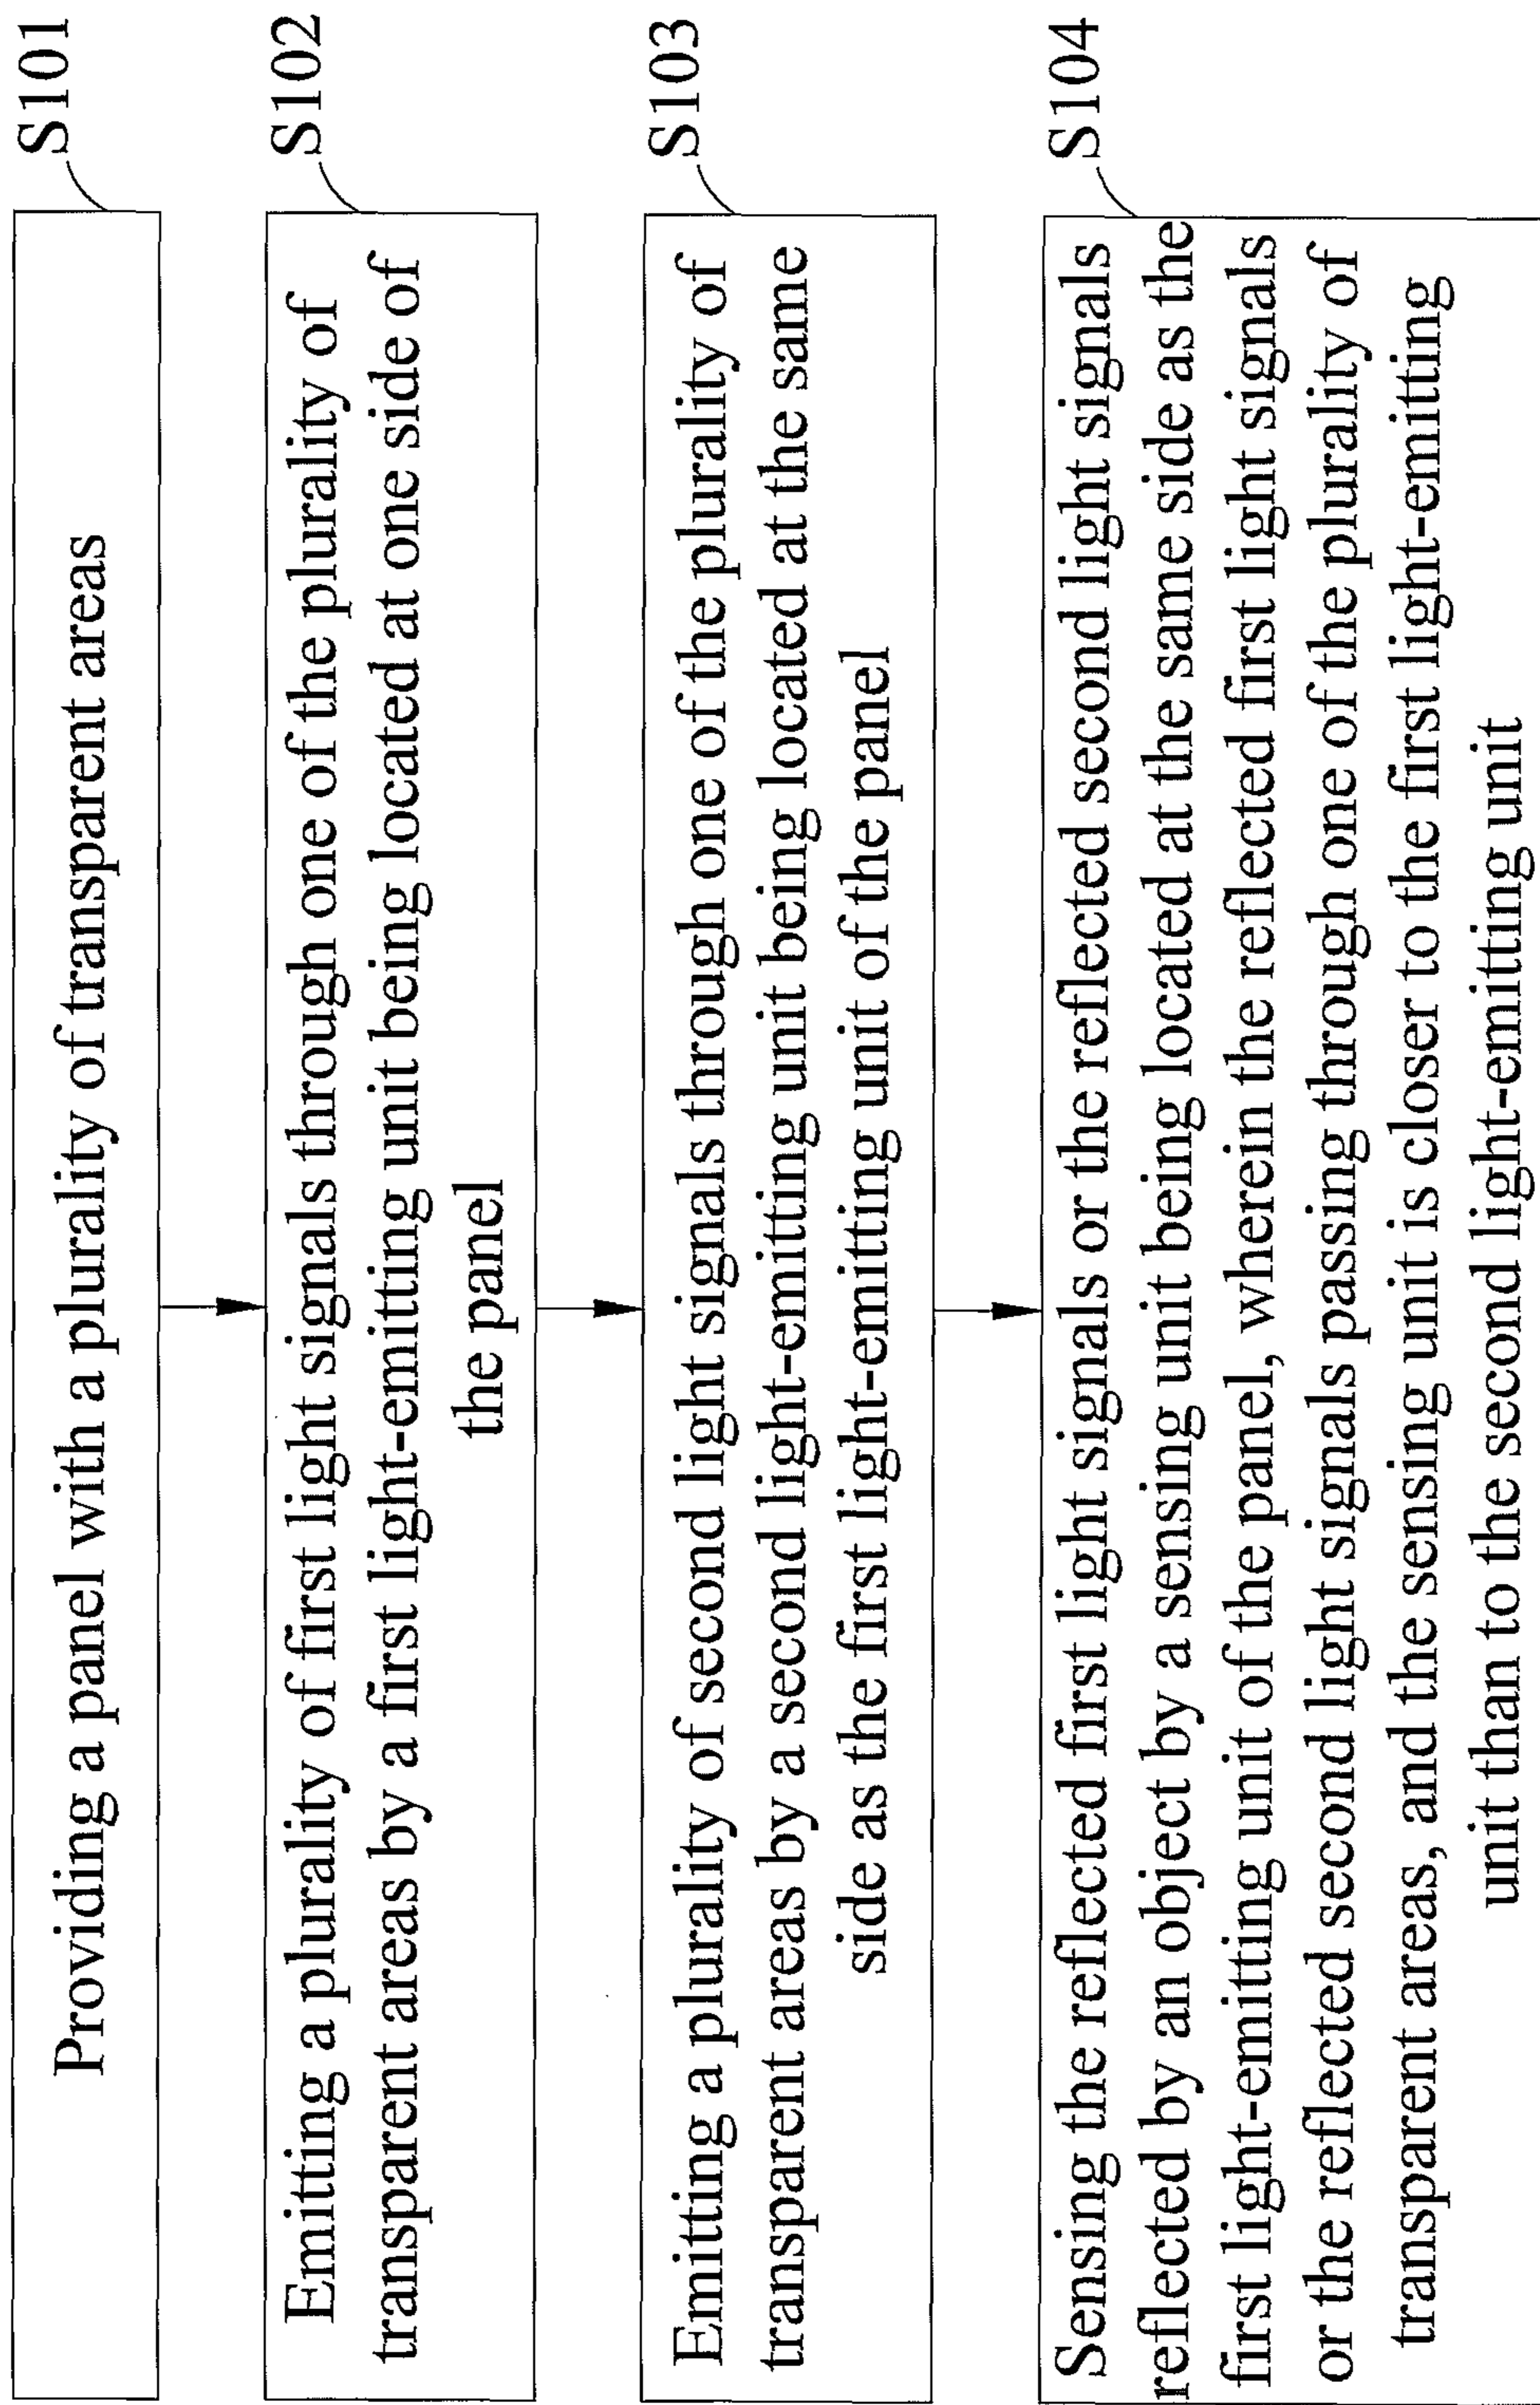 Providing a panel with a plurality of transparent areas
S101
Emitting a plurality of first light signals through one of the plurality of
transparent areas by a first light-emitting unit being located at one side of
the panel
S102
Emitting a plurality of second light signals through one of the plurality of
transparent areas by a second light-emitting unit being located at the same
side as the first light-emitting unit of the panel
S103
Sensing the reflected first light signals or the reflected second light signals
reflected by an object by a sensing unit being located at the same side as the
first light-emitting unit of the panel, wherein the reflected first light signals
or the reflected second light signals passing through one of the plurality of
transparent areas, and the sensing unit is closer to the first light-emitting
unit than to the second light-emitting unit
S104